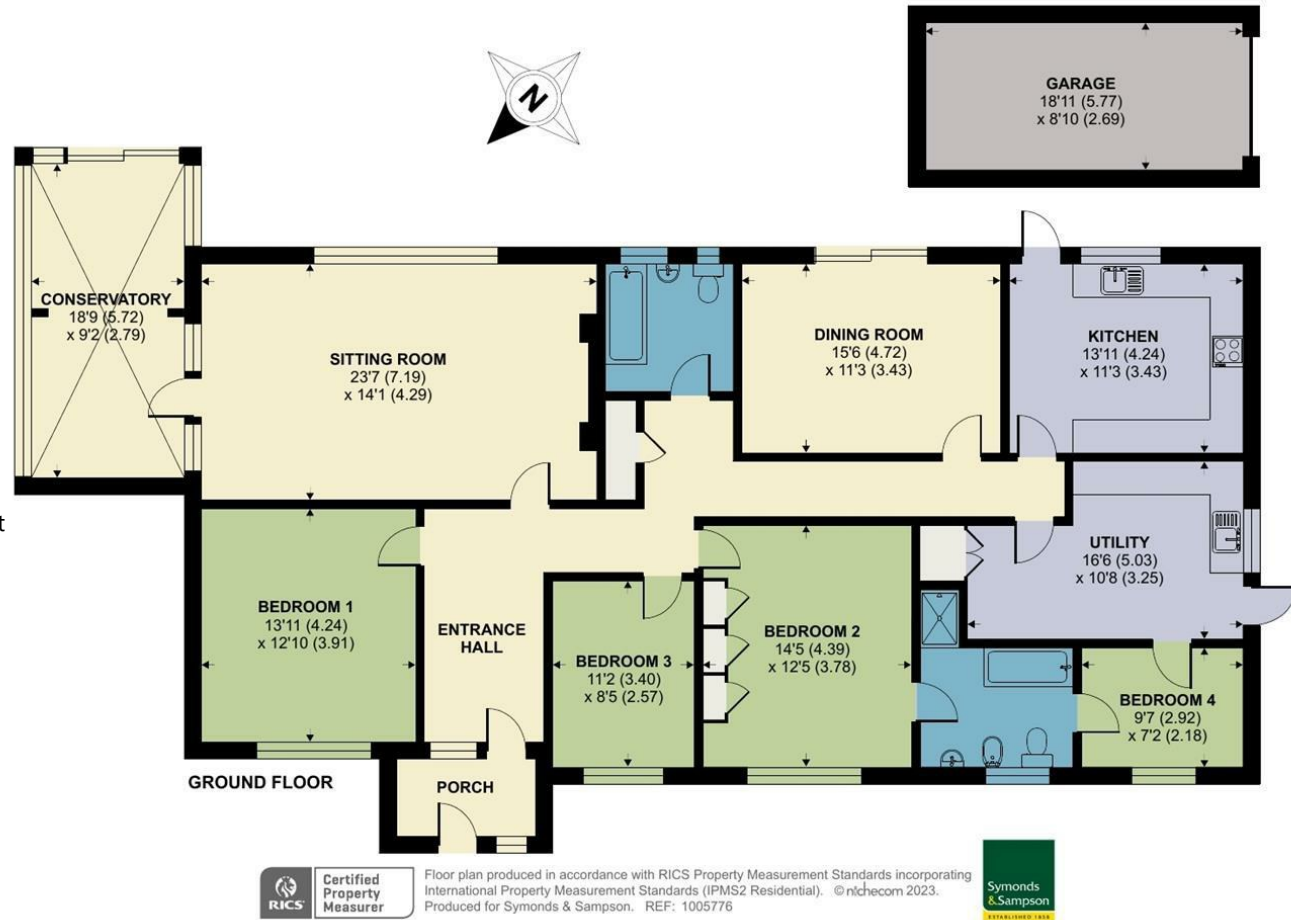 N
GARAGE
18'11 (5.77)
x 8'10 (2.69)
CONSERVATORY
18'9 (5.72)
x 9'2 (2.79)
SITTING ROOM
23'7 (7.19)
x 14'1 (4.29)
DINING ROOM
15'6 (4.72)
x 11'3 (3.43)
KITCHEN
13'11 (4.24)
x 11'3 (3.43)
t
UTILITY
16'6 (5.03)
x 10'8 (3.25)
BEDROOM 1
13'11 (4.24)
x 12'10 (3.91)
ENTRANCE
HALL
BEDROOM 3
11'2 (3.40)
x 8'5 (2.57)
BEDROOM 2
14'5 (4.39)
x 12'5 (3.78)
BEDROOM 4
9'7 (2.92)
x 7'2 (2.18)
GROUND FLOOR
PORCH
RICS
Certified
Property
Measurer
Floor plan produced in accordance with RICS Property Measurement Standards incorporating
International Property Measurement Standards (IPMS2 Residential). © nichecom 2023.
Produced for Symonds & Sampson. REF: 1005776
Symonds
& Sampson
ESTABLISHED 1858